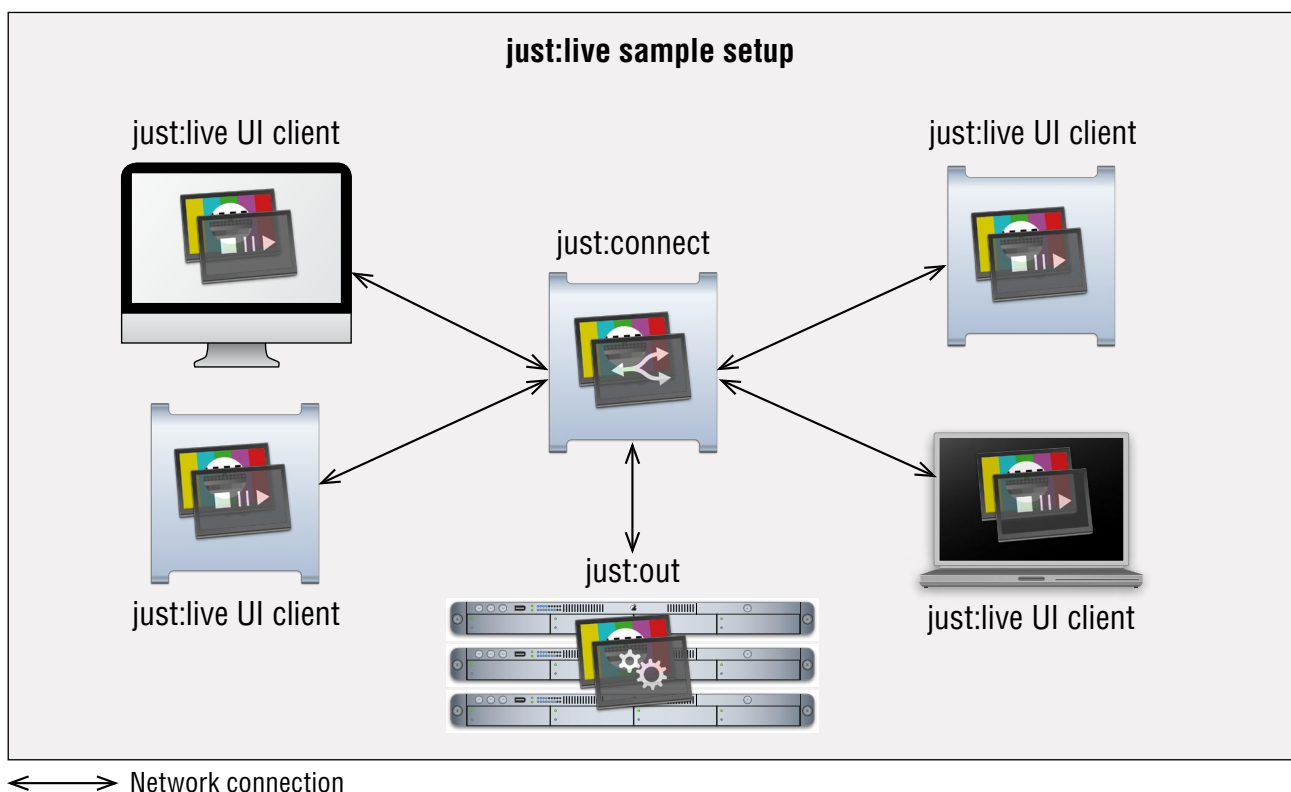 just:live sample setup
just:live UI client
just:live UI client
just:connect
just:out
just:live UI client
just:live UI client
Network connection